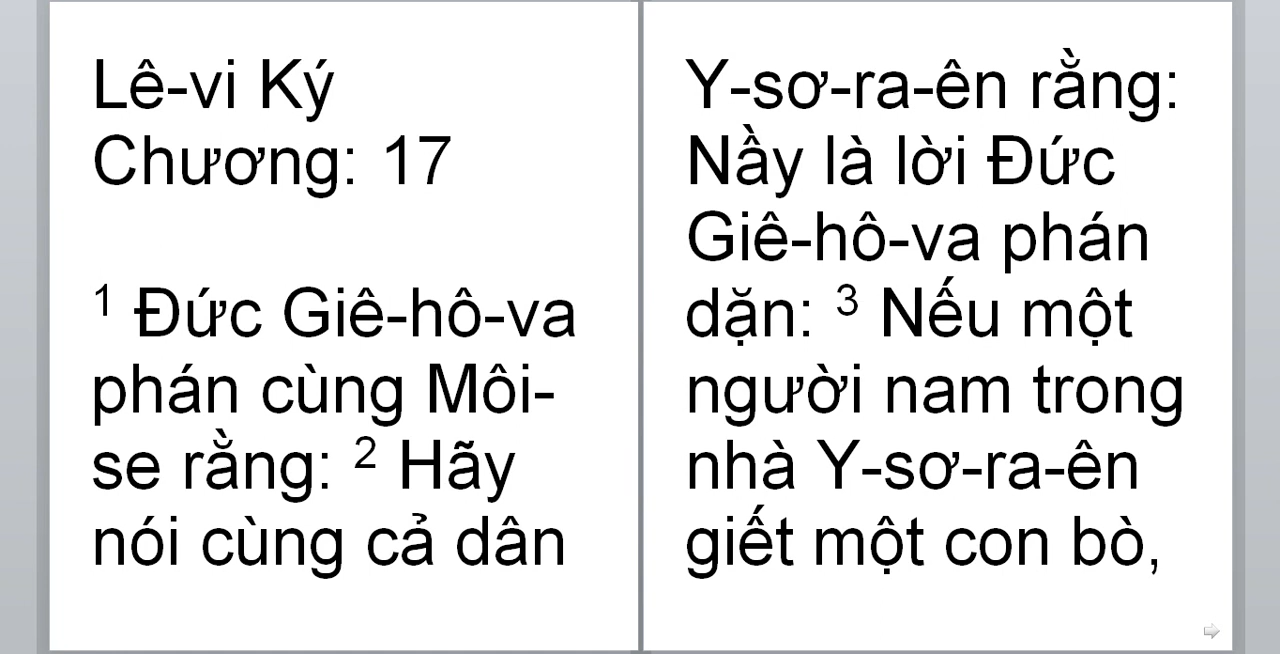 Lê-vi Ký
Chương: 17
¹ Đức Giê-hô-va
phán cùng Môi-
se rằng: ² Hãy
nói cùng cả dân
Y-sơ-ra-ên rằng:
Nầy là lời Đức
Giê-hô-va phán
dặn: ³ Nếu một
người nam trong
nhà Y-sơ-ra-ên
giết một con bò,